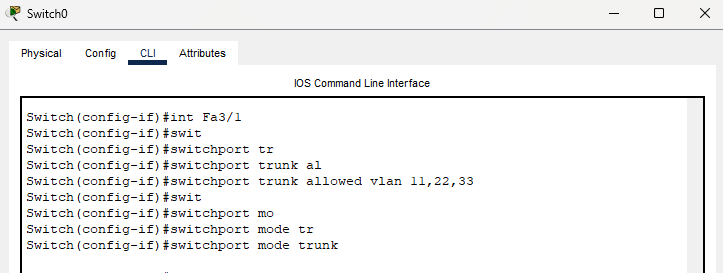 Switch0
Physical Config CLI Attributes
IOS Command Line Interface
Switch(config-if)#int Fa3/1
Switch(config-if)#swit
Switch(config-if)#switchport tr
Switch(config-if)#switchport trunk al
Switch(config-if)#switchport trunk allowed vlan 11,22,33
Switch(config-if)#swit
Switch(config-if)#switchport mo
Switch(config-if)#switchport mode tr
Switch(config-if)#switchport mode trunk